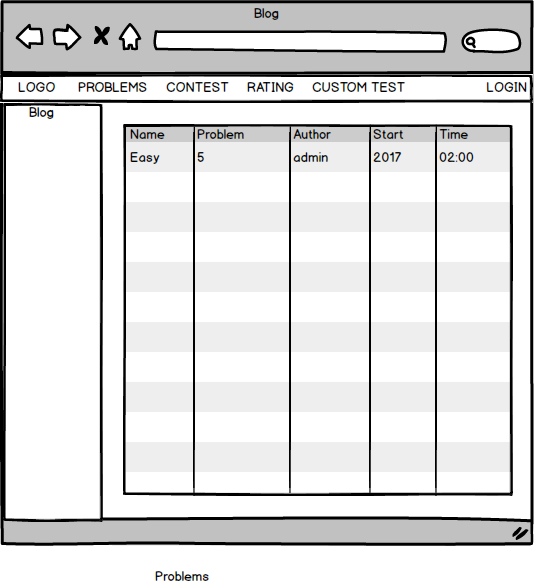 Blog
LOGO PROBLEMS CONTEST RATING CUSTOM TEST LOGIN
Blog
Name Problem Author Start Time
Easy 5 admin 2017 02:00
Problems